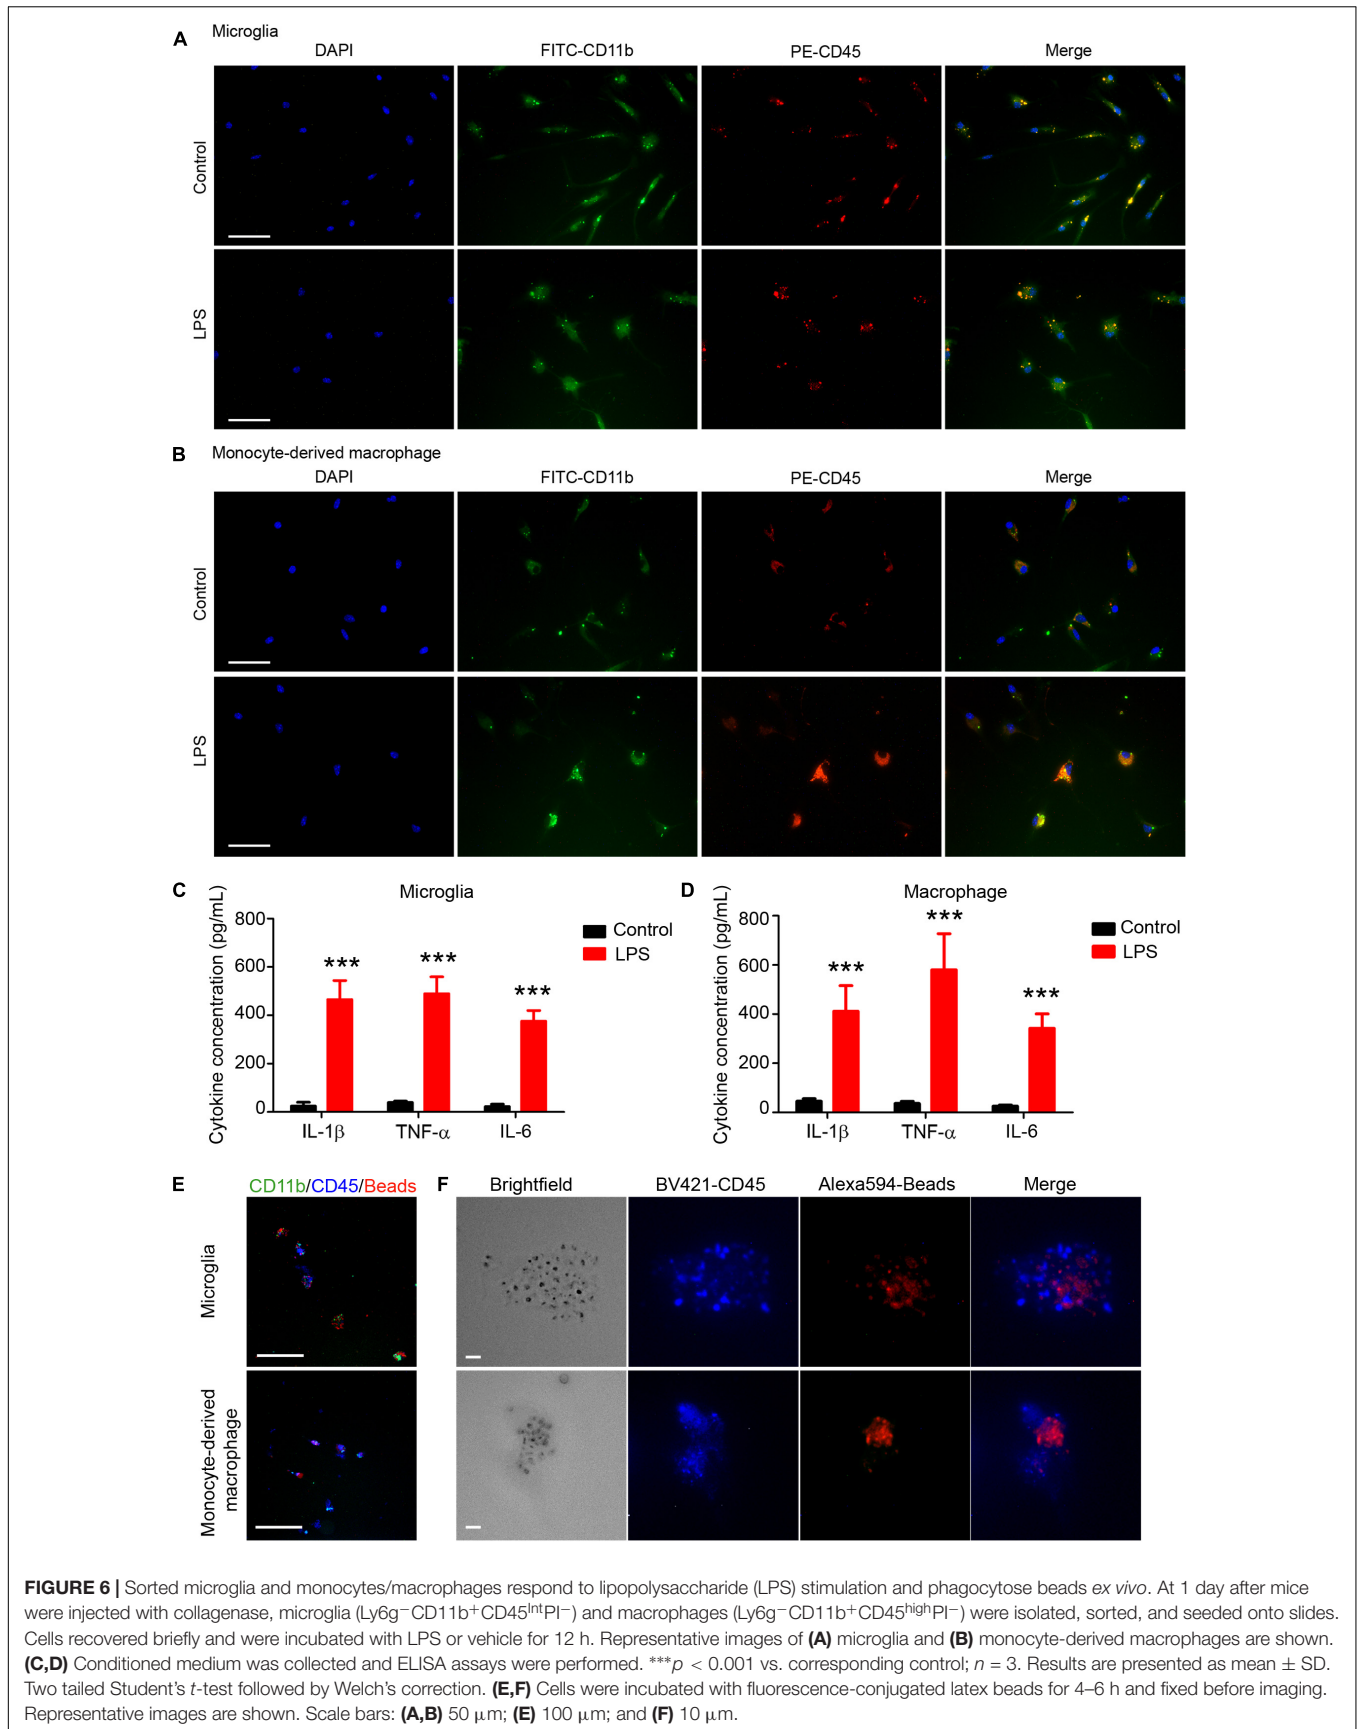 A Microglia
DAPI FITC-CD11b PE-CD45 Merge
Control
LPS
B Monocyte-derived macrophage
DAPI FITC-CD11b PE-CD45 Merge
Control
LPS
C Microglia
Cytokine concentration (pg/mL)
800
600
400
200
0
IL-1β TNF-α IL-6
*** *** ***
Control
LPS
D Macrophage
Cytokine concentration (pg/mL)
800
600
400
200
0
IL-1β TNF-α IL-6
*** *** ***
Control
LPS
E CD11b/CD45/Beads
Microglia
Monocyte-derived
macrophage
F Brightfield BV421-CD45 Alexa594-Beads Merge
FIGURE 6 | Sorted microglia and monocytes/macrophages respond to lipopolysaccharide (LPS) stimulation and phagocytose beads ex vivo. At 1 day after mice
were injected with collagenase, microglia (Ly6g−CD11b+CD45IntPI−) and macrophages (Ly6g−CD11b+CD45highPI−) were isolated, sorted, and seeded onto slides.
Cells recovered briefly and were incubated with LPS or vehicle for 12 h. Representative images of (A) microglia and (B) monocyte-derived macrophages are shown.
(C,D) Conditioned medium was collected and ELISA assays were performed. ***p < 0.001 vs. corresponding control; n = 3. Results are presented as mean ± SD.
Two tailed Student's t-test followed by Welch's correction. (E,F) Cells were incubated with fluorescence-conjugated latex beads for 4–6 h and fixed before imaging.
Representative images are shown. Scale bars: (A,B) 50 μm; (E) 100 μm; and (F) 10 μm.